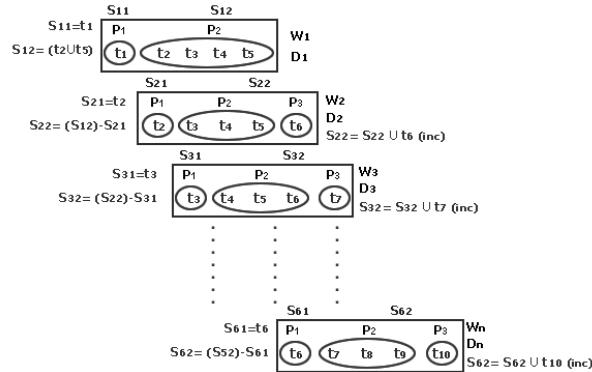 S11 S12
S11=t1 P1 P2 W1
S12= (t2Ut5) t1 t2 t3 t4 t5 D1
S21 S22
S21=t2 P1 P2 P3 W2
S22= (S12)-S21 t2 t3 t4 t5 t6 D2
S22= S22 U t6 (inc)
S31 S32
S31=t3 P1 P2 P3 W3
S32= (S22)-S31 t3 t4 t5 t6 t7 D3
S32= S32 U t7 (inc)
S61 S62
S61=t6 P1 P2 P3 Wn
S62= (S52)-S61 t6 t7 t8 t9 t10 Dn
S62= S62 U t10 (inc)